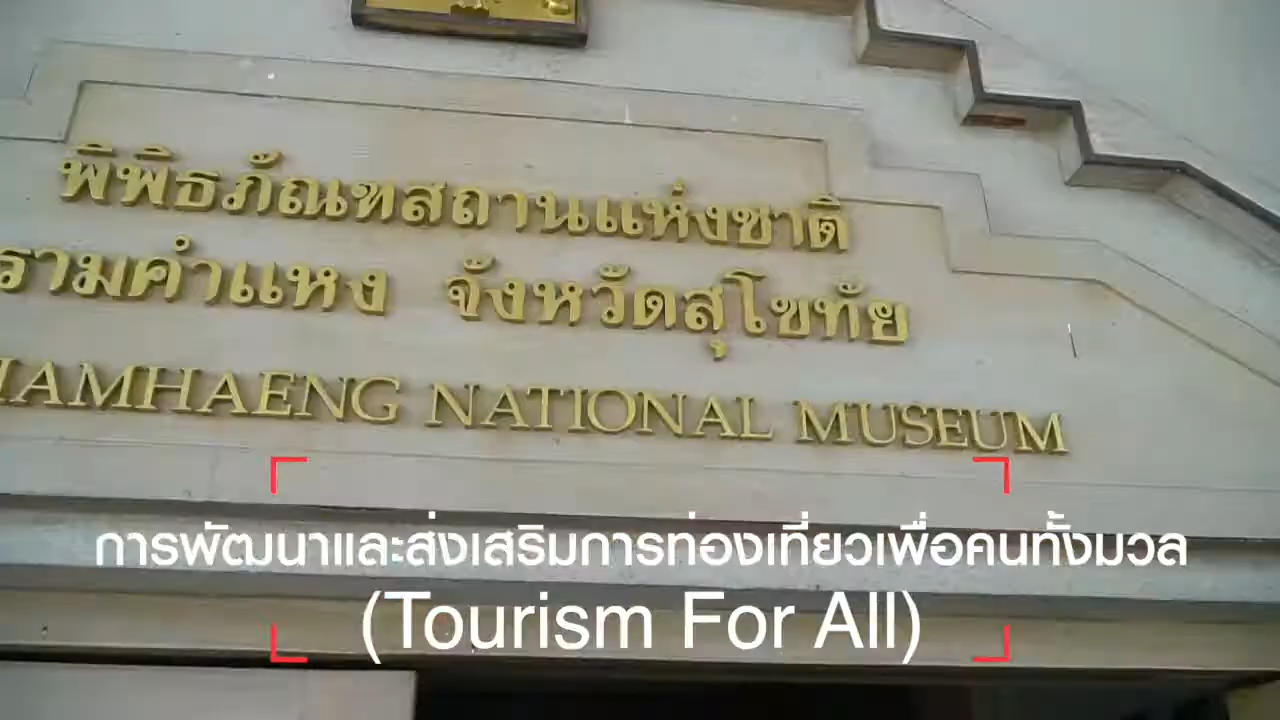 พิพิธภัณฑสถานแห่งชาติ
รามคำแหง จังหวัดสุโขทัย
IAMHAENG NATIONAL MUSEUM
การพัฒนาและส่งเสริมการท่องเที่ยวเพื่อคนทั้งมวล
(Tourism For All)